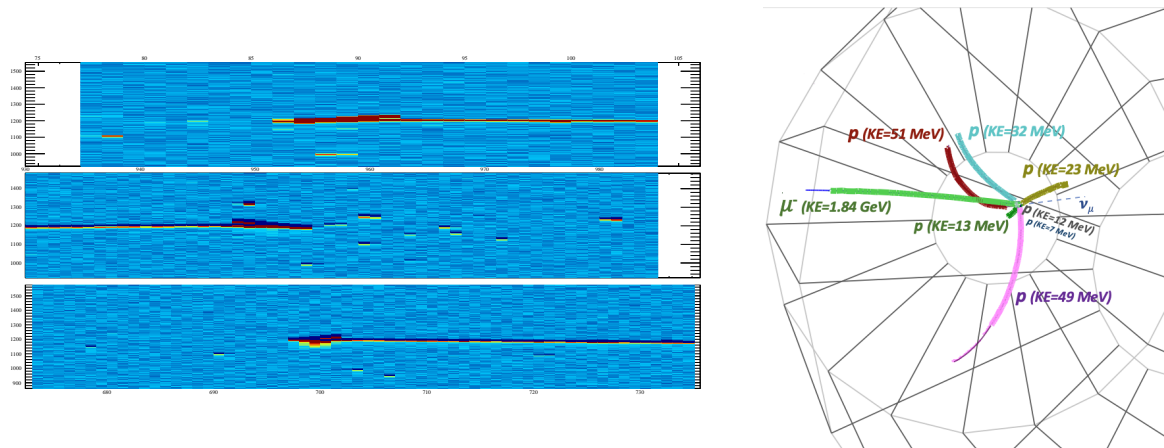 75 80 85 90 95 100 105
1500
1400
1300
1200
1100
1000
930 940 950 960 970 980
1400
1300
1200
1100
1000
1500
1400
1300
1200
1100
1000
900
680 690 700 710 720 730
p (KE=51 MeV)
p (KE=32 MeV)
p (KE=23 MeV)
μ⁻ (KE=1.84 GeV)
ν_μ
p (KE=12 MeV)
p (KE=7 MeV)
p (KE=13 MeV)
p (KE=49 MeV)